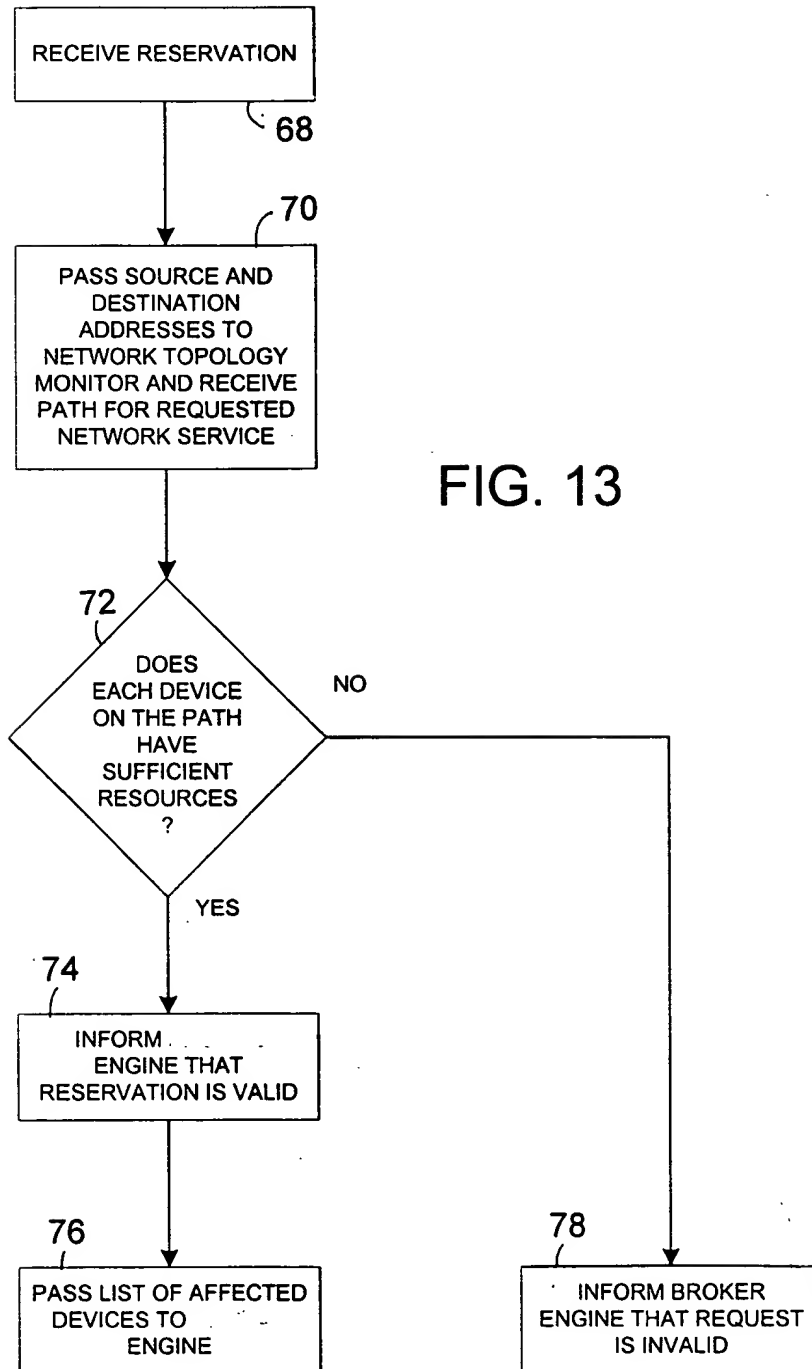 RECEIVE RESERVATION
68
70
PASS SOURCE AND
DESTINATION
ADDRESSES TO
NETWORK TOPOLOGY
MONITOR AND RECEIVE
PATH FOR REQUESTED
NETWORK SERVICE
FIG. 13
72
DOES
EACH DEVICE
ON THE PATH
HAVE
SUFFICIENT
RESOURCES
?
NO
YES
74
INFORM
ENGINE THAT
RESERVATION IS VALID
76
PASS LIST OF AFFECTED
DEVICES TO
ENGINE
78
INFORM BROKER
ENGINE THAT REQUEST
IS INVALID